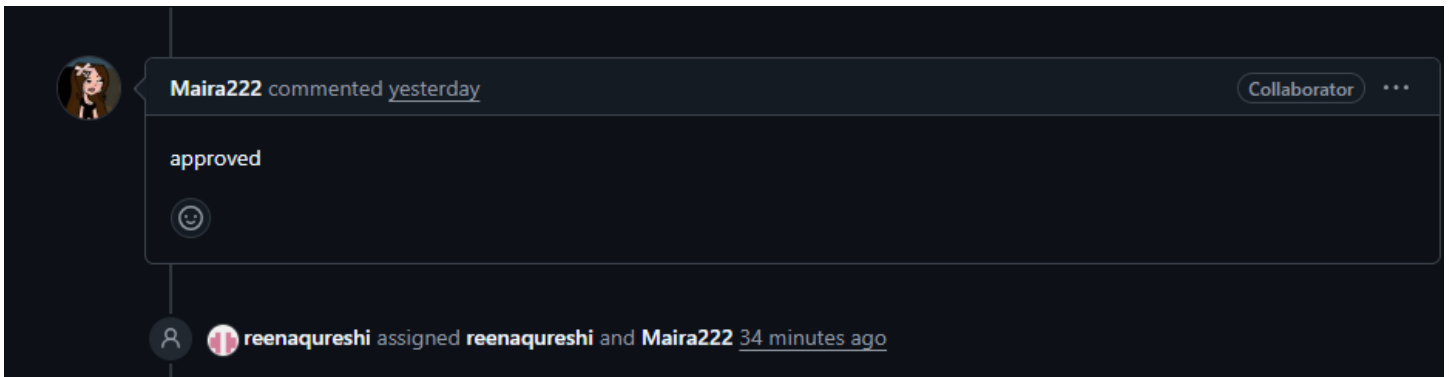 Maira222 commented yesterday
Collaborator
approved
reenaqureshi assigned reenaqureshi and Maira222 34 minutes ago